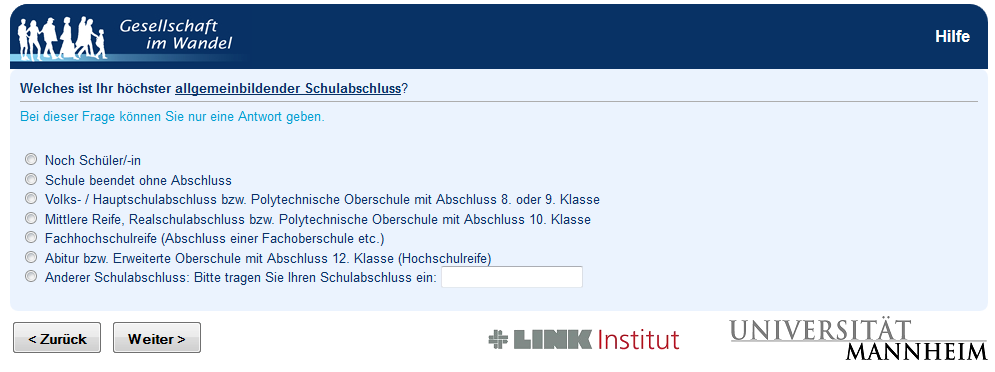 Gesellschaft
im Wandel
Hilfe
Welches ist Ihr höchster allgemeinbildender Schulabschluss?
Bei dieser Frage können Sie nur eine Antwort geben.
Noch Schüler/-in
Schule beendet ohne Abschluss
Volks- / Hauptschulabschluss bzw. Polytechnische Oberschule mit Abschluss 8. oder 9. Klasse
Mittlere Reife, Realschulabschluss bzw. Polytechnische Oberschule mit Abschluss 10. Klasse
Fachhochschulreife (Abschluss einer Fachoberschule etc.)
Abitur bzw. Erweiterte Oberschule mit Abschluss 12. Klasse (Hochschulreife)
Anderer Schulabschluss: Bitte tragen Sie Ihren Schulabschluss ein:
< Zurück
Weiter >
LINK Institut
UNIVERSITÄT
MANNHEIM